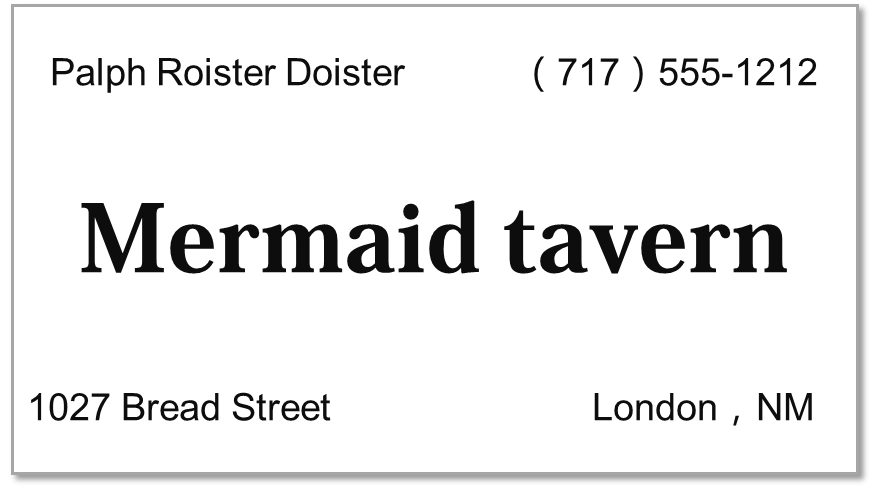 Palph Roister Doister ( 717 ) 555-1212
Mermaid tavern
1027 Bread Street London , NM